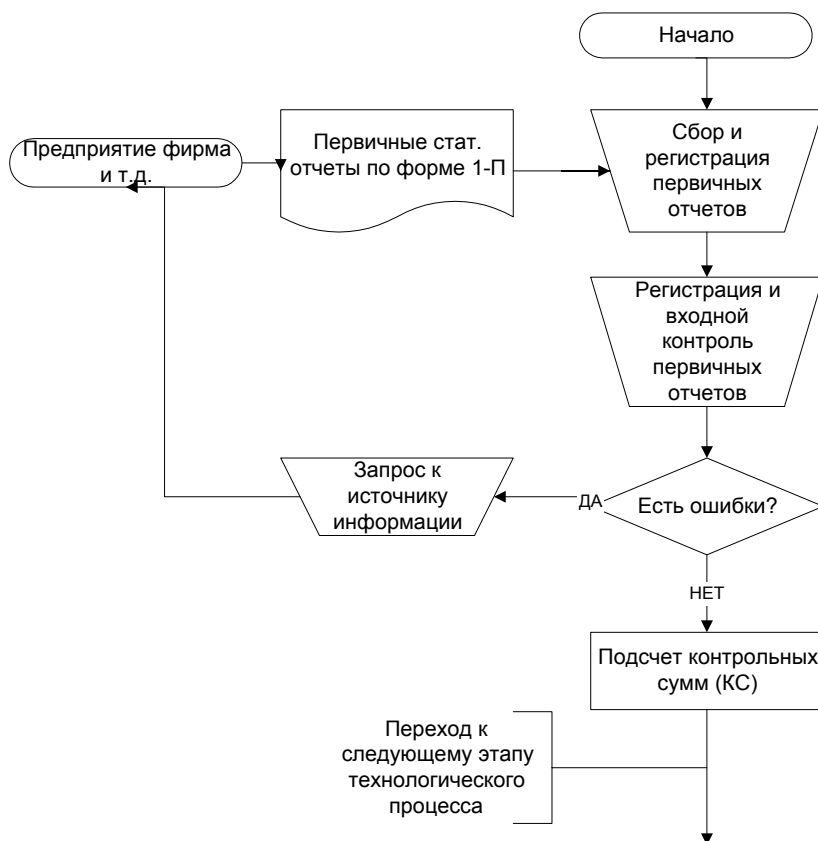 Начало
Предприятие фирма
и т.д.
Первичные стат.
отчеты по форме 1-П
Сбор и
регистрация
первичных
отчетов
Регистрация и
входной
контроль
первичных
отчетов
Запрос к
источнику
информации
ДА
Есть ошибки?
НЕТ
Подсчет контрольных
сумм (КС)
Переход к
следующему этапу
технологического
процесса